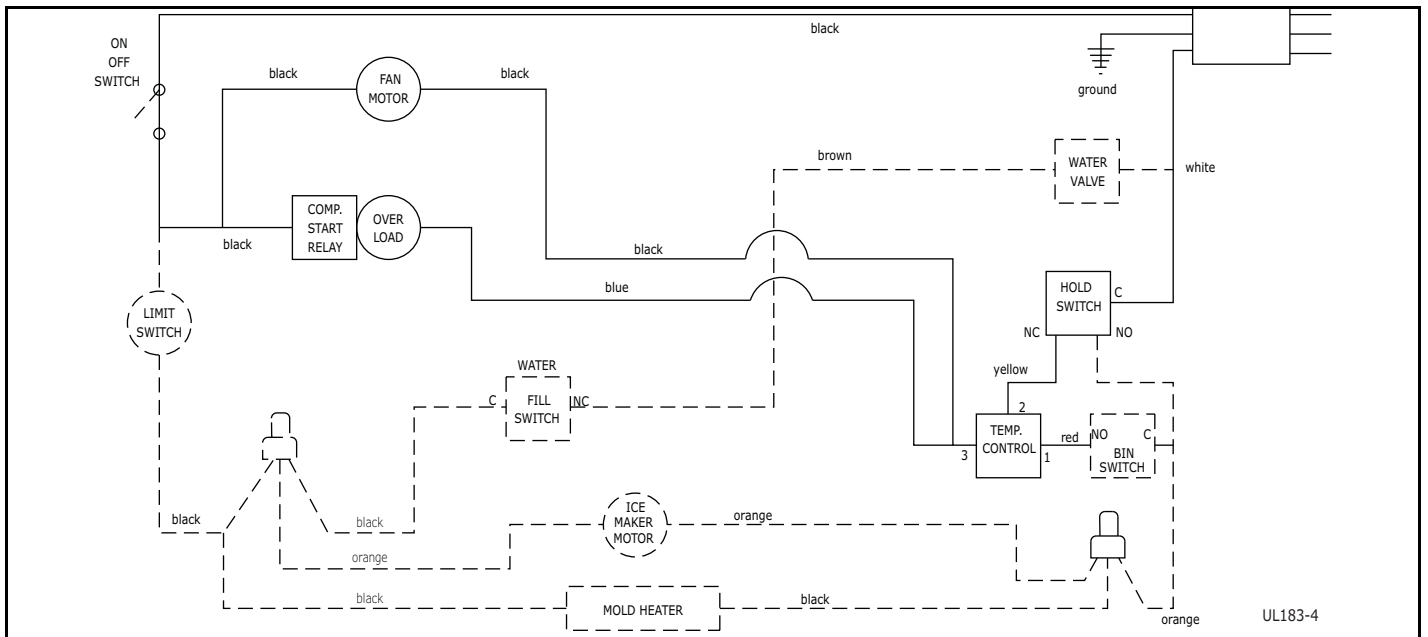 black
ON
OFF
SWITCH
black
FAN
MOTOR
black
ground
brown
WATER
VALVE
white
COMP.
START
RELAY
OVER
LOAD
black
black
blue
HOLD
SWITCH
C
NC
NO
LIMIT
SWITCH
WATER
C
FILL
SWITCH
NC
yellow
2
TEMP.
CONTROL
3
1
red
NO
C
BIN
SWITCH
black
black
orange
ICE
MAKER
MOTOR
orange
black
MOLD HEATER
black
orange
UL183-4